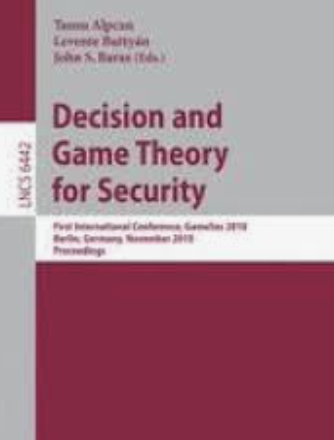 Tansu Alpcan
Levente Buttyán
John S. Baras (Eds.)
Decision and
Game Theory
for Security
LNCS 6442
First International Conference, GameSec 2010
Berlin, Germany, November 2010
Proceedings